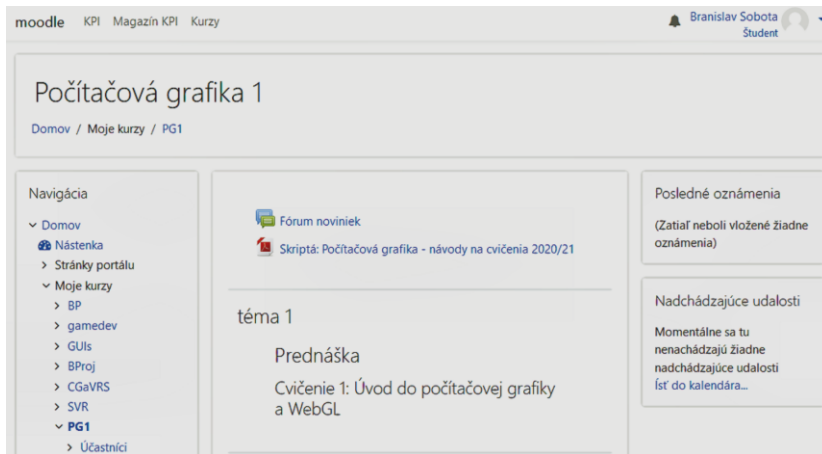 moodle KPI Magazín KPI Kurzy
Branislav Sobota
Študent
Počítačová grafika 1
Domov / Moje kurzy / PG1
Navigácia
Domov
Nástenka
Stránky portálu
Moje kurzy
BP
gamedev
GUIs
BProj
CGaVRS
SVR
PG1
Účastníci
Fórum noviniek
Skriptá: Počítačová grafika - návody na cvičenia 2020/21
téma 1
Prednáška
Cvičenie 1: Úvod do počítačovej grafiky
a WebGL
Posledné oznámenia
(Zatiaľ neboli vložené žiadne
oznámenia)
Nadchádzajúce udalosti
Momentálne sa tu
nenachádzajú žiadne
nadchádzajúce udalosti
Ísť do kalendára...